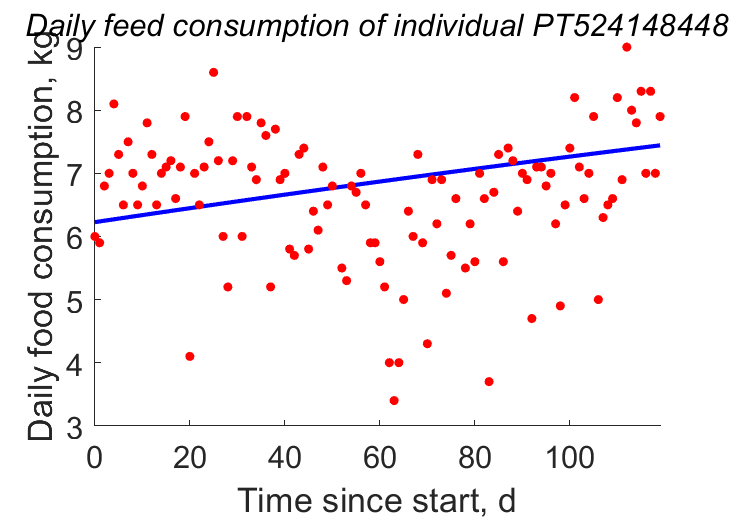 Daily feed consumption of individual PT524148448
Daily food consumption, kg
9
8
7
6
5
4
3
0 20 40 60 80 100
Time since start, d